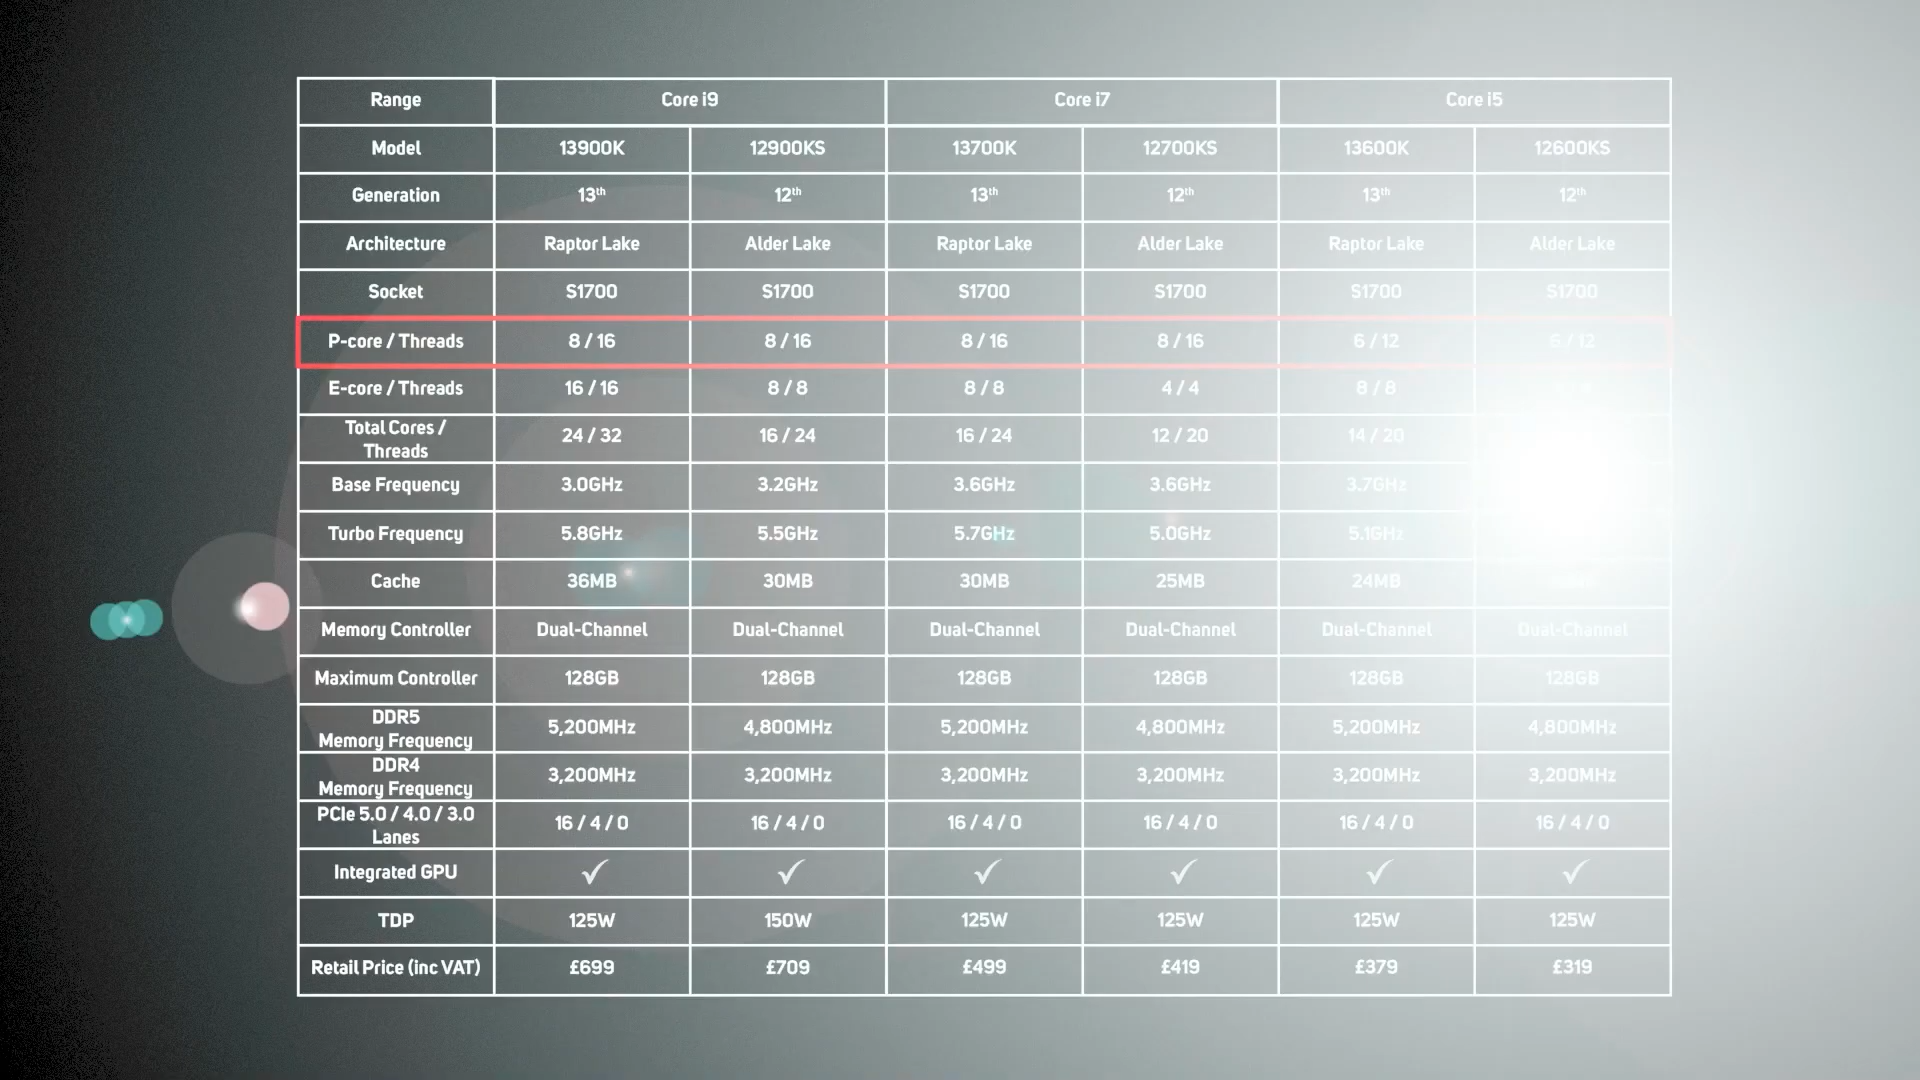 Range Core i9 Core i7 Core i5
Model 13900K 12900KS 13700K 12700KS 13600K 12600KS
Generation 13th 12th 13th 12th 13th 12th
Architecture Raptor Lake Alder Lake Raptor Lake Alder Lake Raptor Lake Alder Lake
Socket S1700 S1700 S1700 S1700 S1700 S1700
P-core / Threads 8 / 16 8 / 16 8 / 16 8 / 16 6 / 12 6 / 12
E-core / Threads 16 / 16 8 / 8 8 / 8 4 / 4 8 / 8
Total Cores /
Threads 24 / 32 16 / 24 16 / 24 12 / 20 14 / 20
Base Frequency 3.0GHz 3.2GHz 3.6GHz 3.6GHz 3.7GHz
Turbo Frequency 5.8GHz 5.5GHz 5.7GHz 5.0GHz 5.1GHz
Cache 36MB 30MB 30MB 25MB 24MB
Memory Controller Dual-Channel Dual-Channel Dual-Channel Dual-Channel Dual-Channel Dual-Channel
Maximum Controller 128GB 128GB 128GB 128GB 128GB 128GB
DDR5
Memory Frequency 5,200MHz 4,800MHz 5,200MHz 4,800MHz 5,200MHz 4,800MHz
DDR4
Memory Frequency 3,200MHz 3,200MHz 3,200MHz 3,200MHz 3,200MHz 3,200MHz
PCIe 5.0 / 4.0 / 3.0
Lanes 16 / 4 / 0 16 / 4 / 0 16 / 4 / 0 16 / 4 / 0 16 / 4 / 0 16 / 4 / 0
Integrated GPU ✓ ✓ ✓ ✓ ✓ ✓
TDP 125W 150W 125W 125W 125W 125W
Retail Price (inc VAT) £699 £709 £499 £419 £379 £319